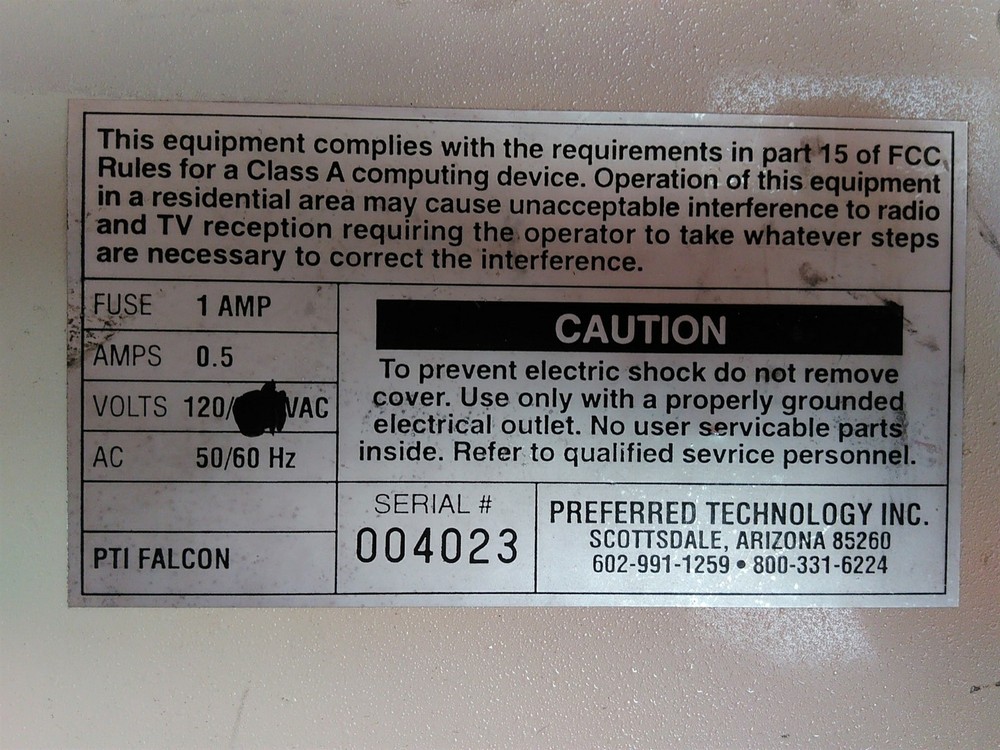 This equipment complies with the requirements in part 15 of FCC
Rules for a Class A computing device. Operation of this equipment
in a residential area may cause unacceptable interference to radio
and TV reception requiring the operator to take whatever steps
are necessary to correct the interference.
FUSE 1 AMP
AMPS 0.5
VOLTS 120/ VAC
AC 50/60 Hz
PTI FALCON
CAUTION
To prevent electric shock do not remove
cover. Use only with a properly grounded
electrical outlet. No user servicable parts
inside. Refer to qualified sevrice personnel.
SERIAL #
004023
PREFERRED TECHNOLOGY INC.
SCOTTSDALE, ARIZONA 85260
602-991-1259 • 800-331-6224